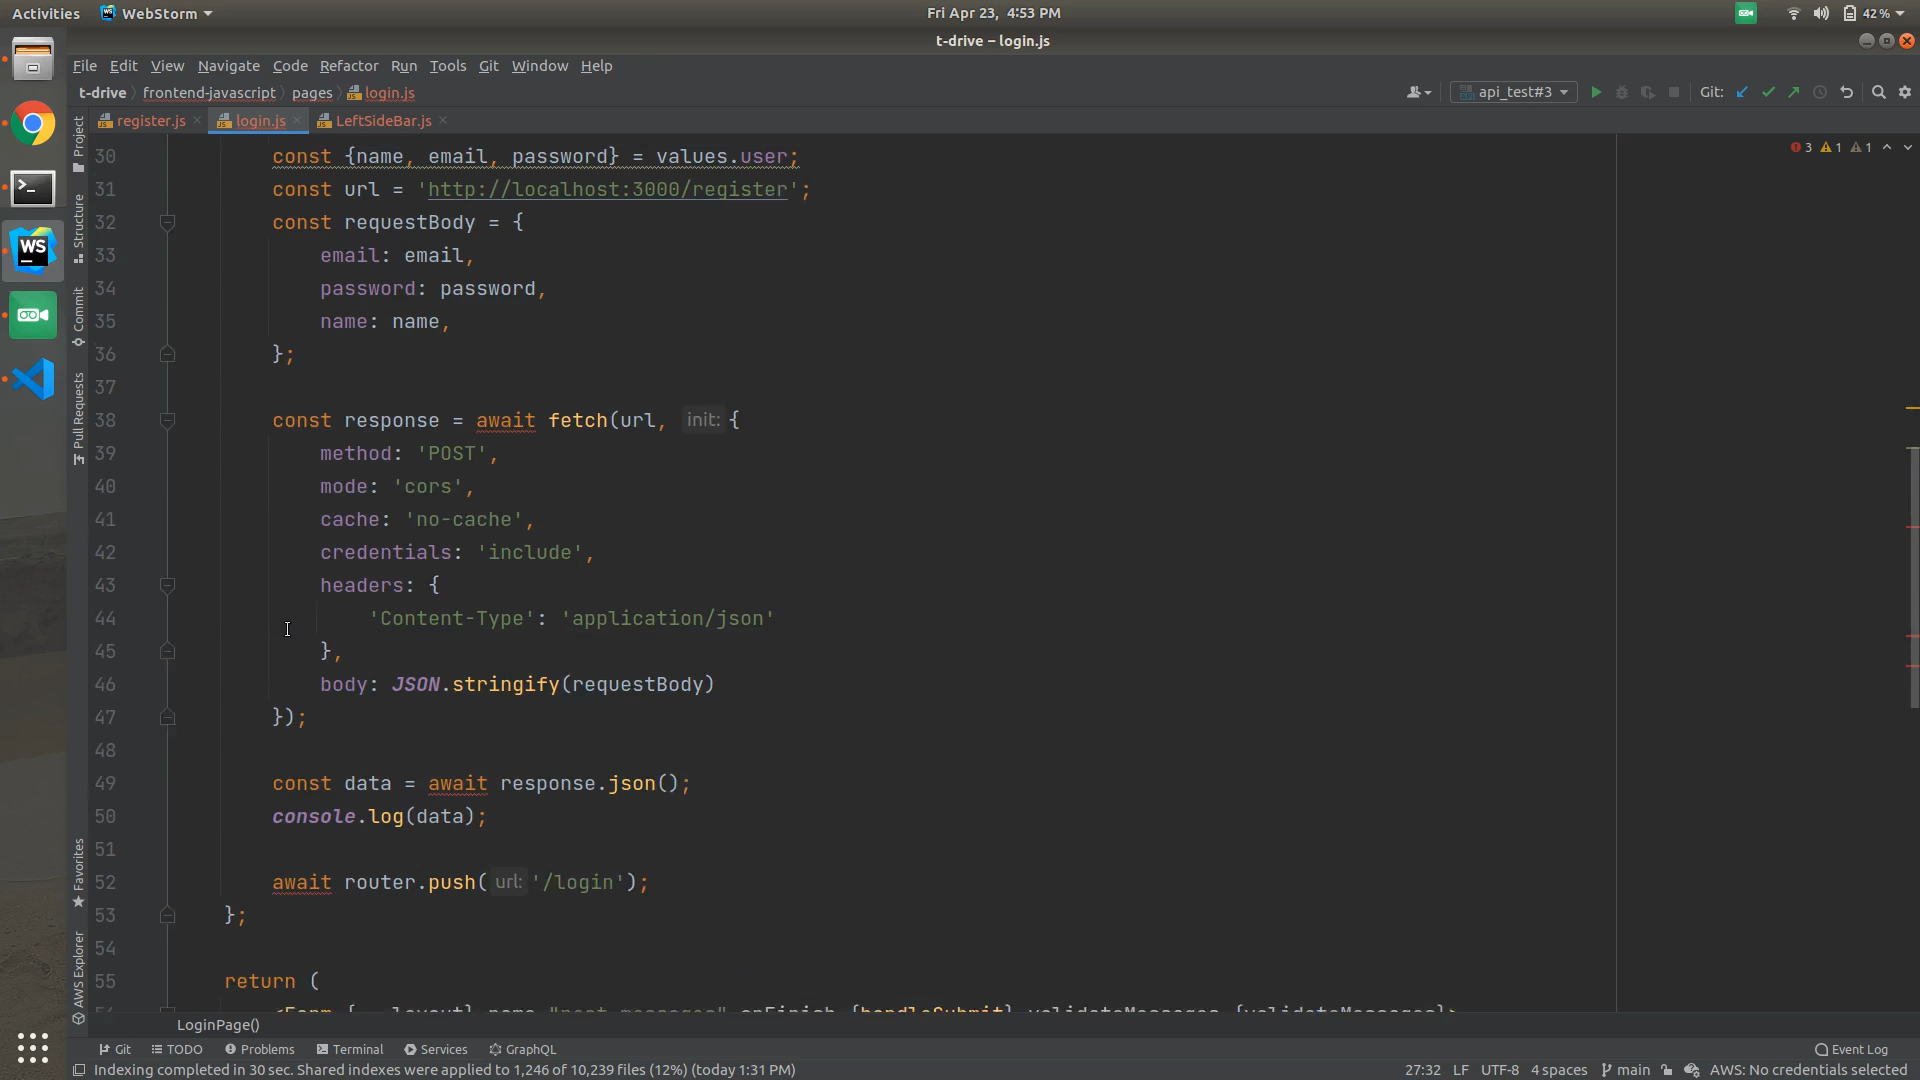 Activities WebStorm Fri Apr 23, 4:53 PM 42%
t-drive – login.js
File Edit View Navigate Code Refactor Run Tools Git Window Help
t-drive frontend-javascript pages login.js api_test#3 Git:
register.js login.js LeftSideBar.js
30 const {name, email, password} = values.user; 3 1 1
31 const url = 'http://localhost:3000/register';
32 const requestBody = {
33 email: email,
34 password: password,
35 name: name,
36 };
37
38 const response = await fetch(url, init: {
39 method: 'POST',
40 mode: 'cors',
41 cache: 'no-cache',
42 credentials: 'include',
43 headers: {
44 'Content-Type': 'application/json'
45 },
46 body: JSON.stringify(requestBody)
47 });
48
49 const data = await response.json();
50 console.log(data);
51
52 await router.push( url: '/login');
53 };
54
55 return (
Project
Structure
Commit
Pull Requests
Favorites
AWS Explorer
WS
LoginPage()
Git TODO Problems Terminal Services GraphQL Event Log
Indexing completed in 30 sec. Shared indexes were applied to 1,246 of 10,239 files (12%) (today 1:31 PM) 27:32 LF UTF-8 4 spaces main AWS: No credentials selected